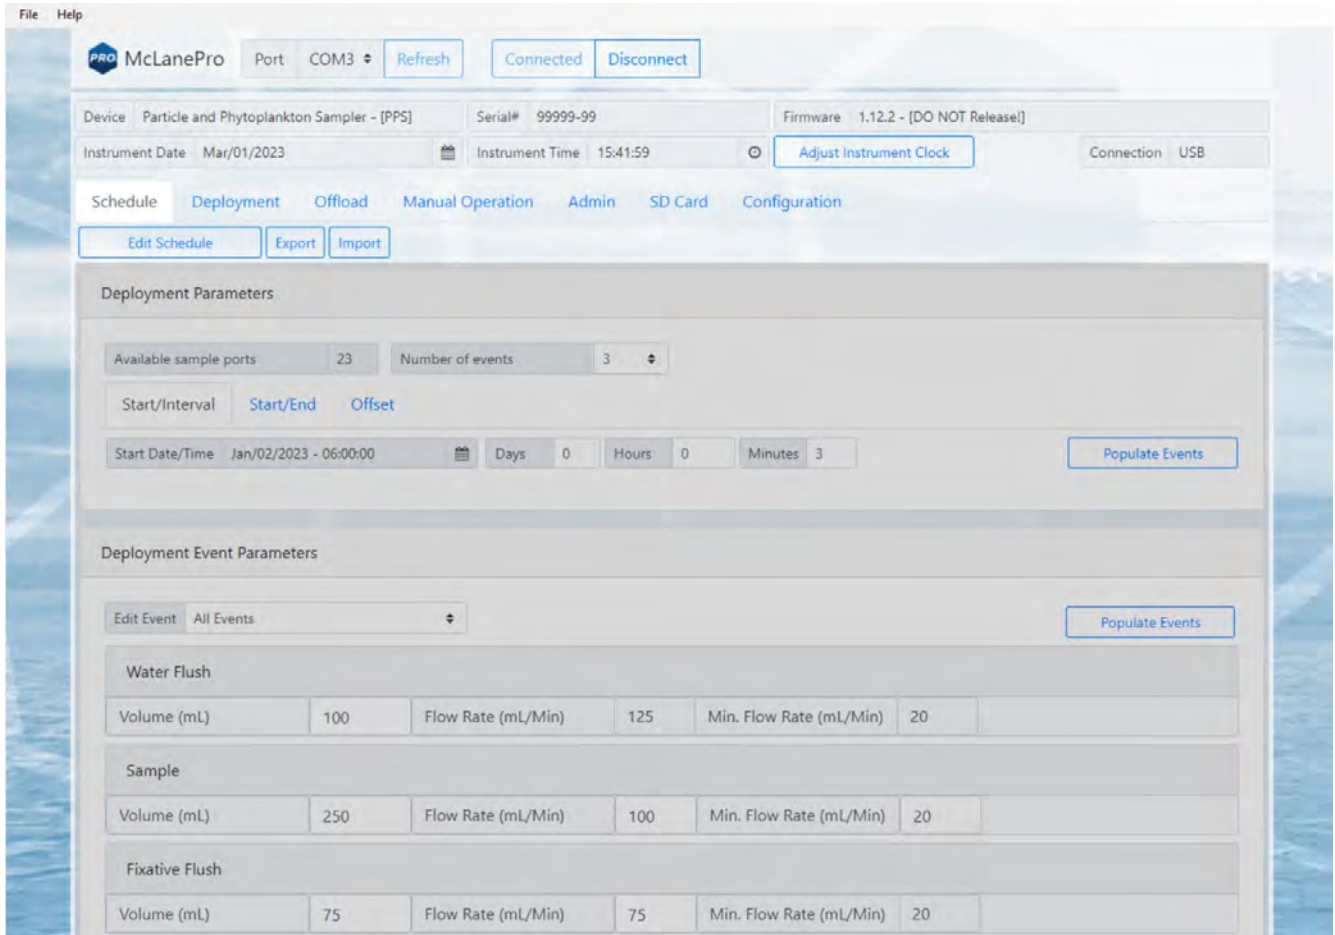 File Help
PRO McLanePro Port COM3 Refresh Connected Disconnect
Device Particle and Phytoplankton Sampler - [PPS] Serial# 99999-99 Firmware 1.12.2 - [DO NOT Release!]
Instrument Date Mar/01/2023 Instrument Time 15:41:59 Adjust Instrument Clock Connection USB
Schedule Deployment Offload Manual Operation Admin SD Card Configuration
Edit Schedule Export Import
Deployment Parameters
Available sample ports 23 Number of events 3
Start/Interval Start/End Offset
Start Date/Time Jan/02/2023 - 06:00:00 Days 0 Hours 0 Minutes 3 Populate Events
Deployment Event Parameters
Edit Event All Events Populate Events
Water Flush
Volume (mL) 100 Flow Rate (mL/Min) 125 Min. Flow Rate (mL/Min) 20
Sample
Volume (mL) 250 Flow Rate (mL/Min) 100 Min. Flow Rate (mL/Min) 20
Fixative Flush
Volume (mL) 75 Flow Rate (mL/Min) 75 Min. Flow Rate (mL/Min) 20